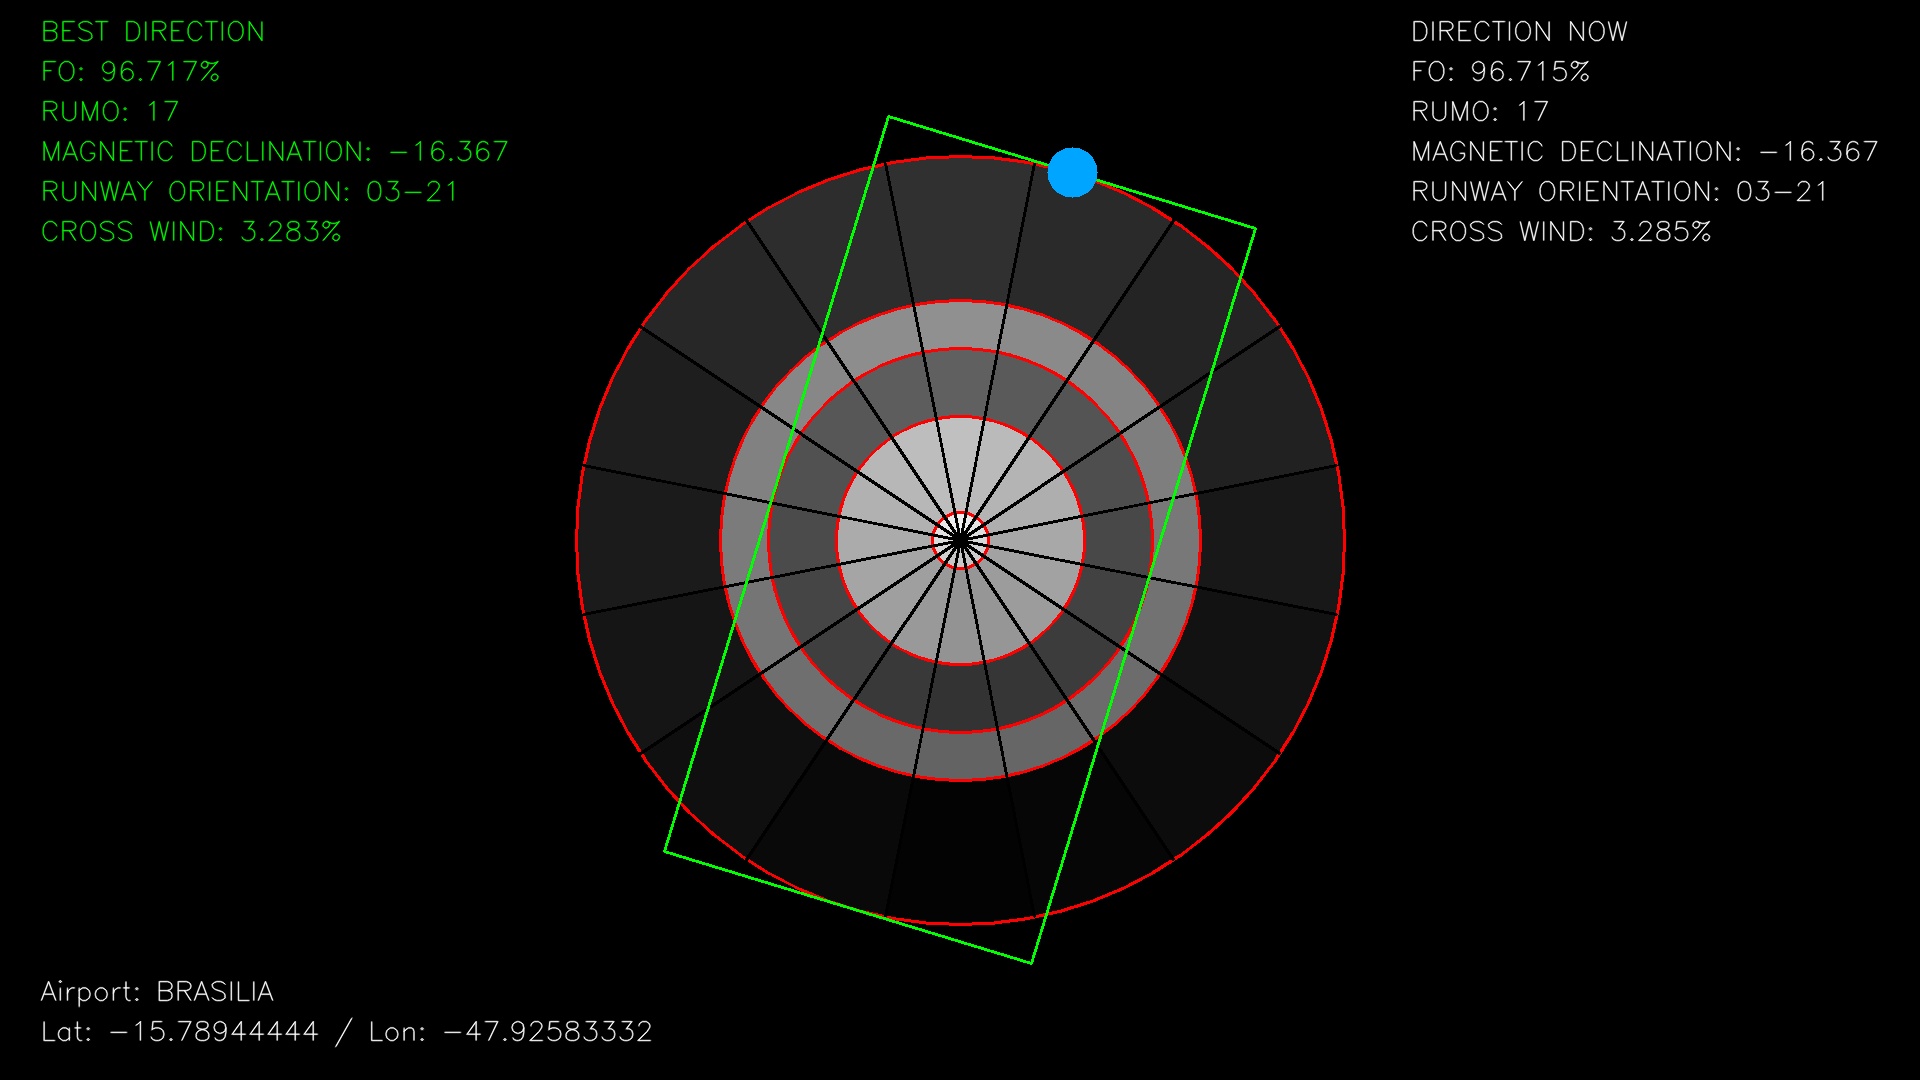 BEST DIRECTION
FO: 96.717%
RUMO: 17
MAGNETIC DECLINATION: -16.367
RUNWAY ORIENTATION: 03-21
CROSS WIND: 3.283%
DIRECTION NOW
FO: 96.715%
RUMO: 17
MAGNETIC DECLINATION: -16.367
RUNWAY ORIENTATION: 03-21
CROSS WIND: 3.285%
Airport: BRASILIA
Lat: -15.78944444 / Lon: -47.92583332